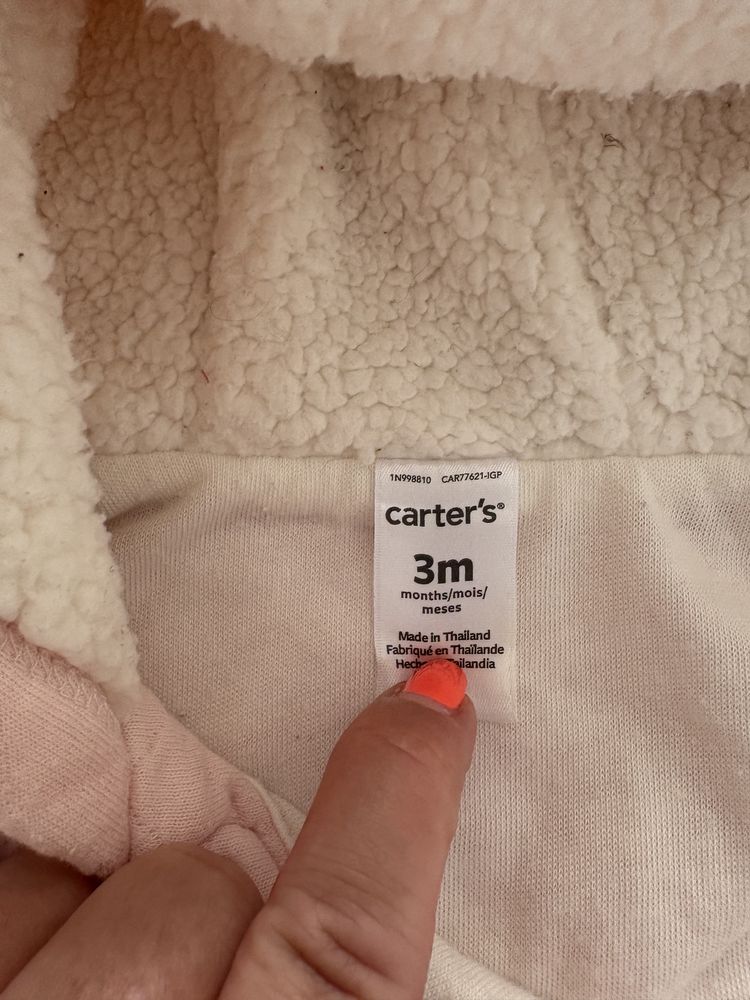 1N998810 CAR77621-IGP
carter's®
3m
months/mois/
meses
Made in Thailand
Fabriqué en Thaïlande